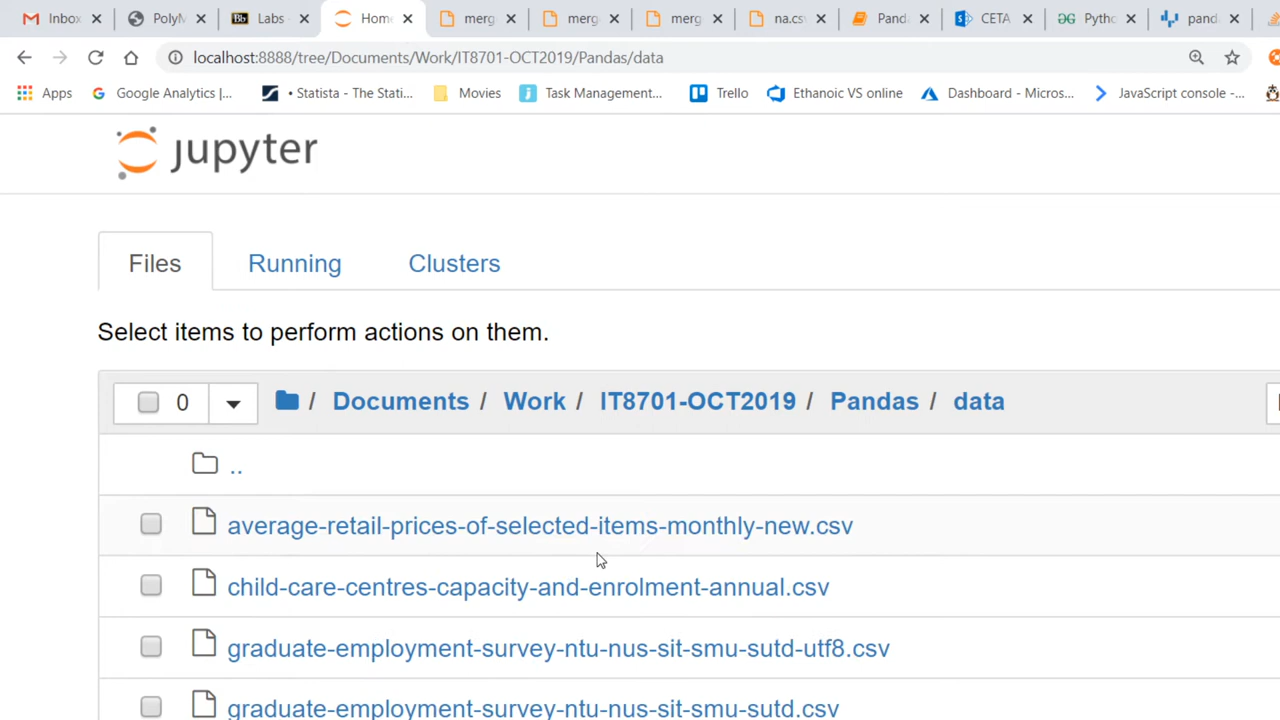 Inbox PolyM Labs Home merg merg merg na.cs Panda CETA Pytho panda
localhost:8888/tree/Documents/Work/IT8701-OCT2019/Pandas/data
Apps Google Analytics |... • Statista - The Stati... Movies Task Management... Trello Ethanoic VS online Dashboard - Micros... JavaScript console -...
jupyter
Files Running Clusters
Select items to perform actions on them.
0 / Documents / Work / IT8701-OCT2019 / Pandas / data
..
average-retail-prices-of-selected-items-monthly-new.csv
child-care-centres-capacity-and-enrolment-annual.csv
graduate-employment-survey-ntu-nus-sit-smu-sutd-utf8.csv
graduate-employment-survey-ntu-nus-sit-smu-sutd.csv